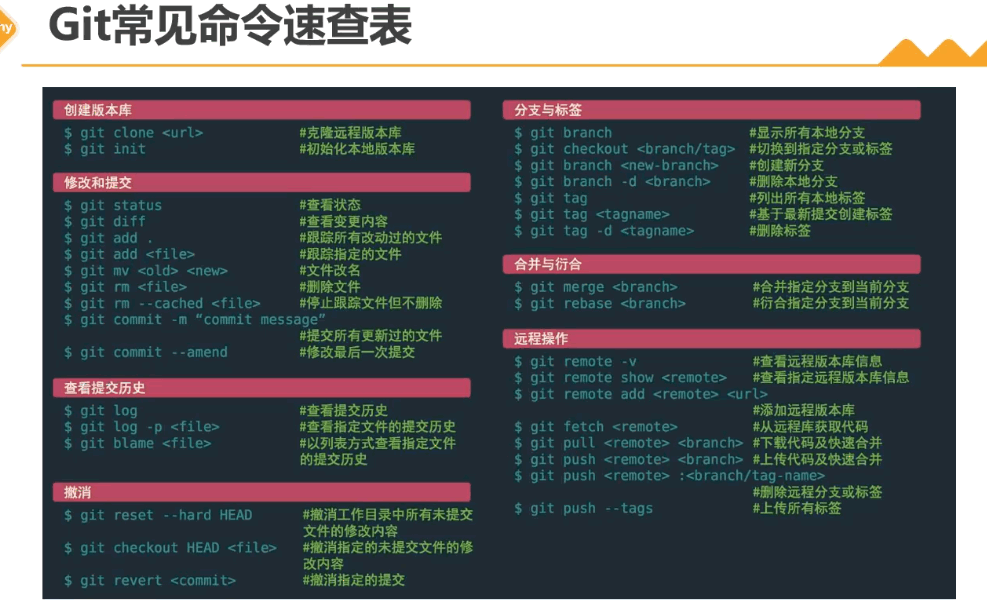 ny
Git常见命令速查表
创建版本库
$ git clone <url> #克隆远程版本库
$ git init #初始化本地版本库
修改和提交
$ git status #查看状态
$ git diff #查看变更内容
$ git add . #跟踪所有改动过的文件
$ git add <file> #跟踪指定的文件
$ git mv <old> <new> #文件改名
$ git rm <file> #删除文件
$ git rm --cached <file> #停止跟踪文件但不删除
$ git commit -m “commit message”
#提交所有更新过的文件
$ git commit --amend #修改最后一次提交
查看提交历史
$ git log #查看提交历史
$ git log -p <file> #查看指定文件的提交历史
$ git blame <file> #以列表方式查看指定文件
的提交历史
撤消
$ git reset --hard HEAD #撤消工作目录中所有未提交
文件的修改内容
$ git checkout HEAD <file> #撤消指定的未提交文件的修
改内容
$ git revert <commit> #撤消指定的提交
分支与标签
$ git branch #显示所有本地分支
$ git checkout <branch/tag> #切换到指定分支或标签
$ git branch <new-branch> #创建新分支
$ git branch -d <branch> #删除本地分支
$ git tag #列出所有本地标签
$ git tag <tagname> #基于最新提交创建标签
$ git tag -d <tagname> #删除标签
合并与衍合
$ git merge <branch> #合并指定分支到当前分支
$ git rebase <branch> #衍合指定分支到当前分支
远程操作
$ git remote -v #查看远程版本库信息
$ git remote show <remote> #查看指定远程版本库信息
$ git remote add <remote> <url>
#添加远程版本库
$ git fetch <remote> #从远程库获取代码
$ git pull <remote> <branch> #下载代码及快速合并
$ git push <remote> <branch> #上传代码及快速合并
$ git push <remote> :<branch/tag-name>
#删除远程分支或标签
$ git push --tags #上传所有标签